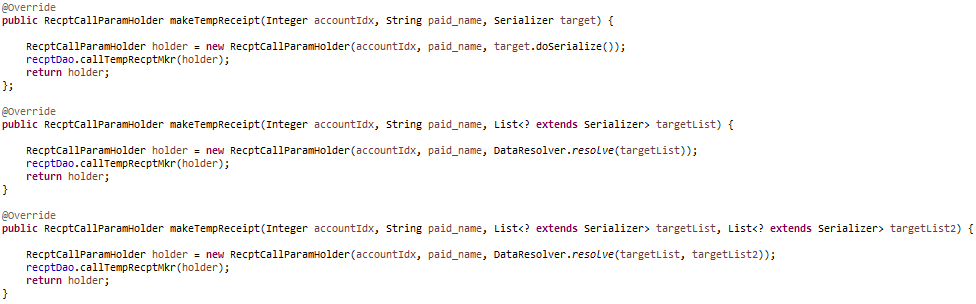 @Override
public RecptCallParamHolder makeTempReceipt(Integer accountIdx, String paid_name, Serializer target) {
RecptCallParamHolder holder = new RecptCallParamHolder(accountIdx, paid_name, target.doSerialize());
recptDao.callTempRecptMkr(holder);
return holder;
};
@Override
public RecptCallParamHolder makeTempReceipt(Integer accountIdx, String paid_name, List<? extends Serializer> targetList) {
RecptCallParamHolder holder = new RecptCallParamHolder(accountIdx, paid_name, DataResolver.resolve(targetList));
recptDao.callTempRecptMkr(holder);
return holder;
}
@Override
public RecptCallParamHolder makeTempReceipt(Integer accountIdx, String paid_name, List<? extends Serializer> targetList, List<? extends Serializer> targetList2) {
RecptCallParamHolder holder = new RecptCallParamHolder(accountIdx, paid_name, DataResolver.resolve(targetList, targetList2));
recptDao.callTempRecptMkr(holder);
return holder;
}